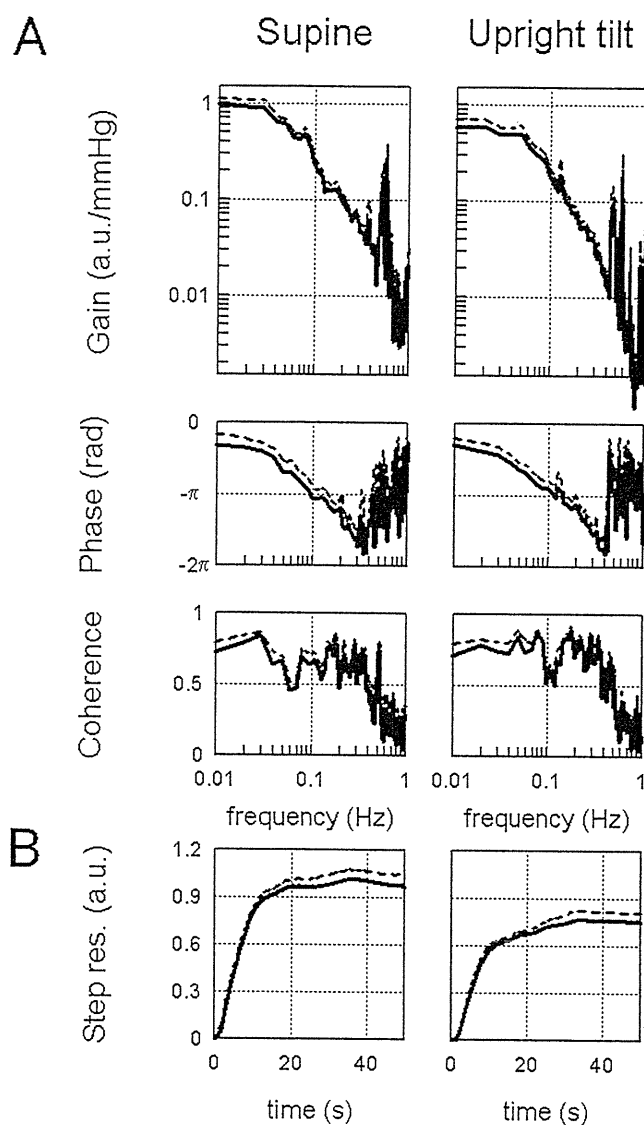 A
Supine
Upright tilt
Gain (a.u./mmHg)
1
0.1
0.01
Phase (rad)
0
-π
-2π
Coherence
1
0.5
0
0.01
0.1
1
0.01
0.1
1
frequency (Hz)
frequency (Hz)
B
Step res. (a.u.)
1.2
0.9
0.6
0.3
0
0
20
40
0
20
40
time (s)
time (s)